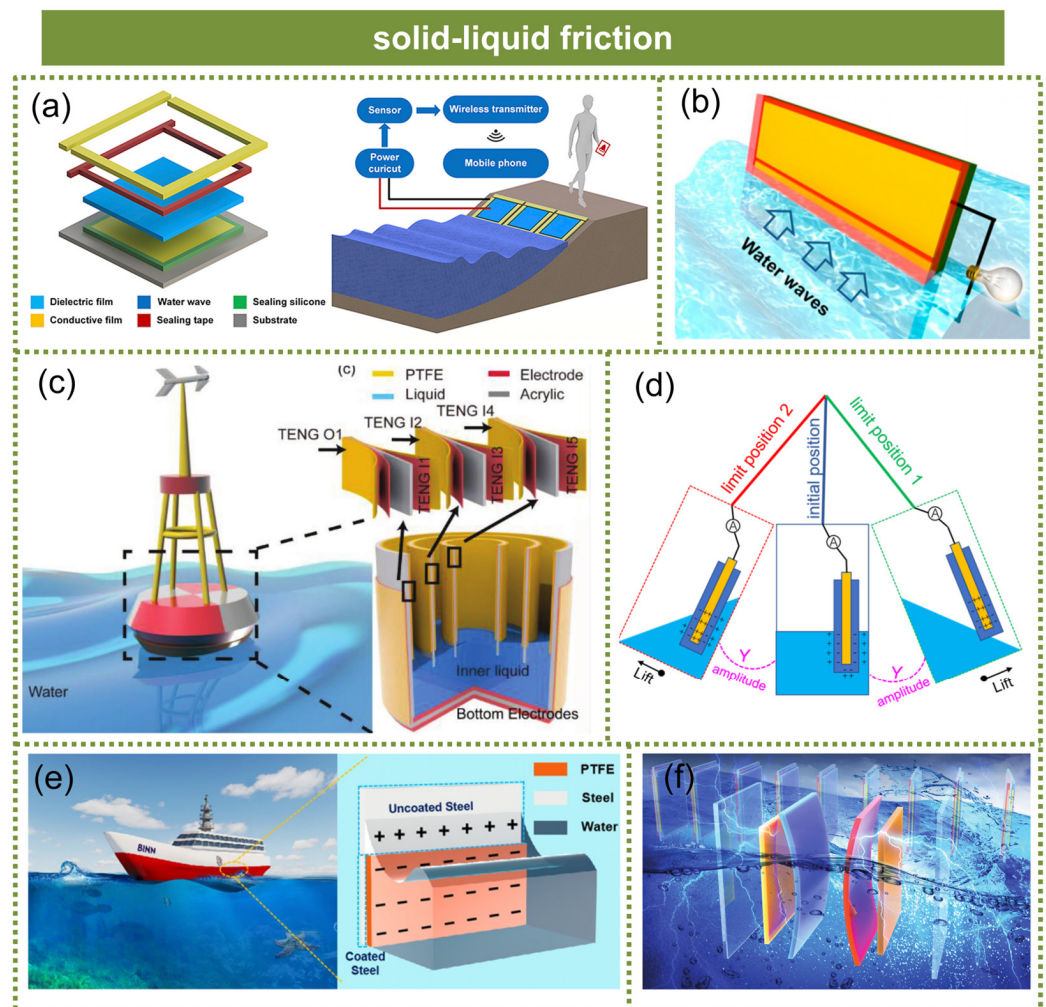 solid-liquid friction
(a)
Sensor
Wireless transmitter
Power
curicut
Mobile phone
Dielectric film
Water wave
Sealing silicone
Conductive film
Sealing tape
Substrate
(b)
Water waves
(c)
(c)
PTFE
Electrode
Liquid
Acrylic
TENG O1
TENG I2
TENG I4
TENG I1
TENG I3
TENG I5
Water
Inner liquid
Bottom Electrodes
(d)
limit position 2
initial position
limit position 1
A
A
A
+ + + + + + + +
- - - - - - - -
Y
amplitude
Y
amplitude
Lift
Lift
(e)
BINN
PTFE
Uncoated Steel
Steel
+ + + + + + +
Water
Coated
Steel
(f)